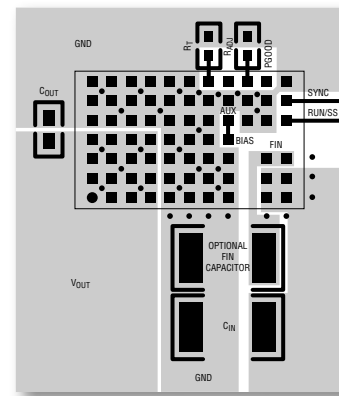 GND
RT
RADJ
PGOOD
COUT
SYNC
AUX
RUN/SS
BIAS
FIN
OPTIONAL
FIN
CAPACITOR
VOUT
CIN
GND